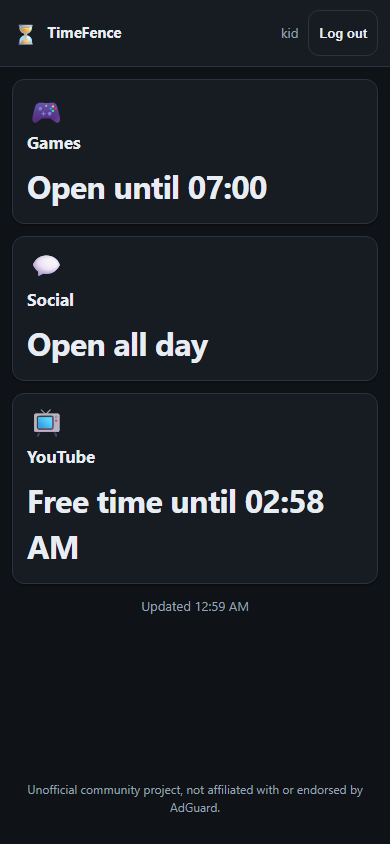 TimeFence
kid
Log out
Games
Open until 07:00
Social
Open all day
YouTube
Free time until 02:58
AM
Updated 12:59 AM
Unofficial community project, not affiliated with or endorsed by
AdGuard.